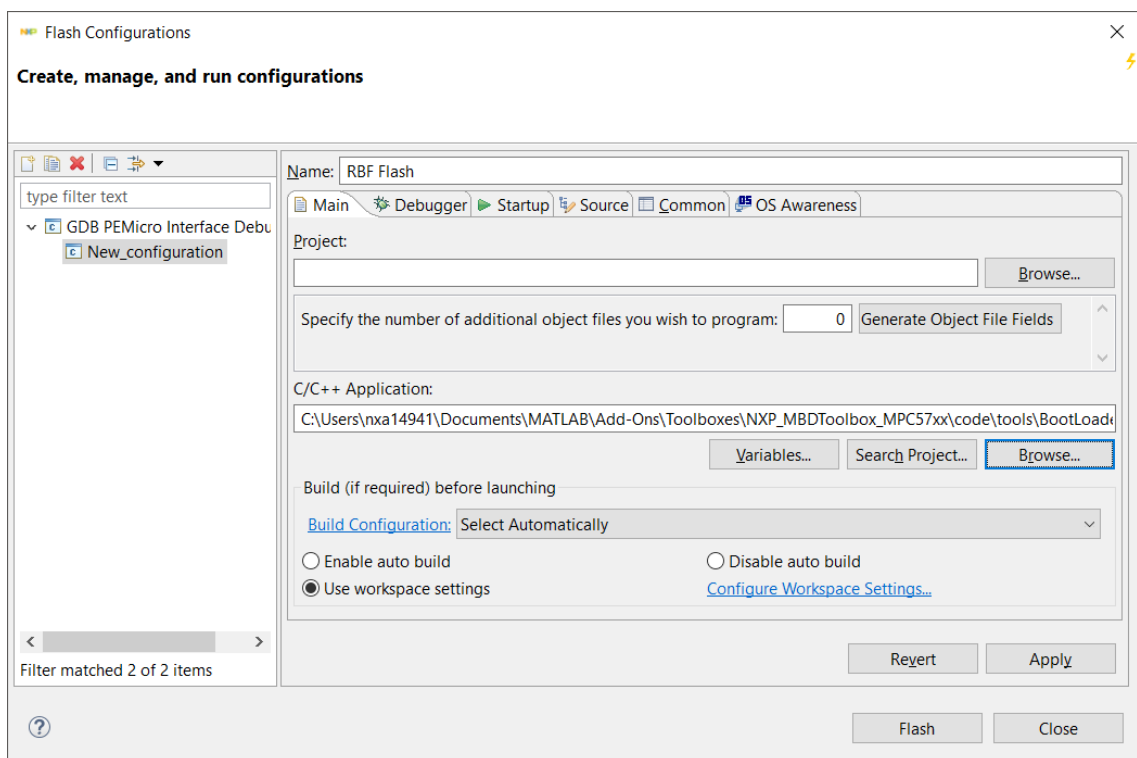 Flash Configurations
Create, manage, and run configurations
type filter text
GDB PEMicro Interface Debu
New_configuration
Filter matched 2 of 2 items
Name: RBF Flash
Main Debugger Startup Source Common OS Awareness
Project:
Browse...
Specify the number of additional object files you wish to program: 0 Generate Object File Fields
C/C++ Application:
C:\Users\nxa14941\Documents\MATLAB\Add-Ons\Toolboxes\NXP_MBDToolbox_MPC57xx\code\tools\BootLoade
Variables... Search Project... Browse...
Build (if required) before launching
Build Configuration: Select Automatically
Enable auto build Disable auto build
Use workspace settings Configure Workspace Settings...
Revert Apply
Flash Close